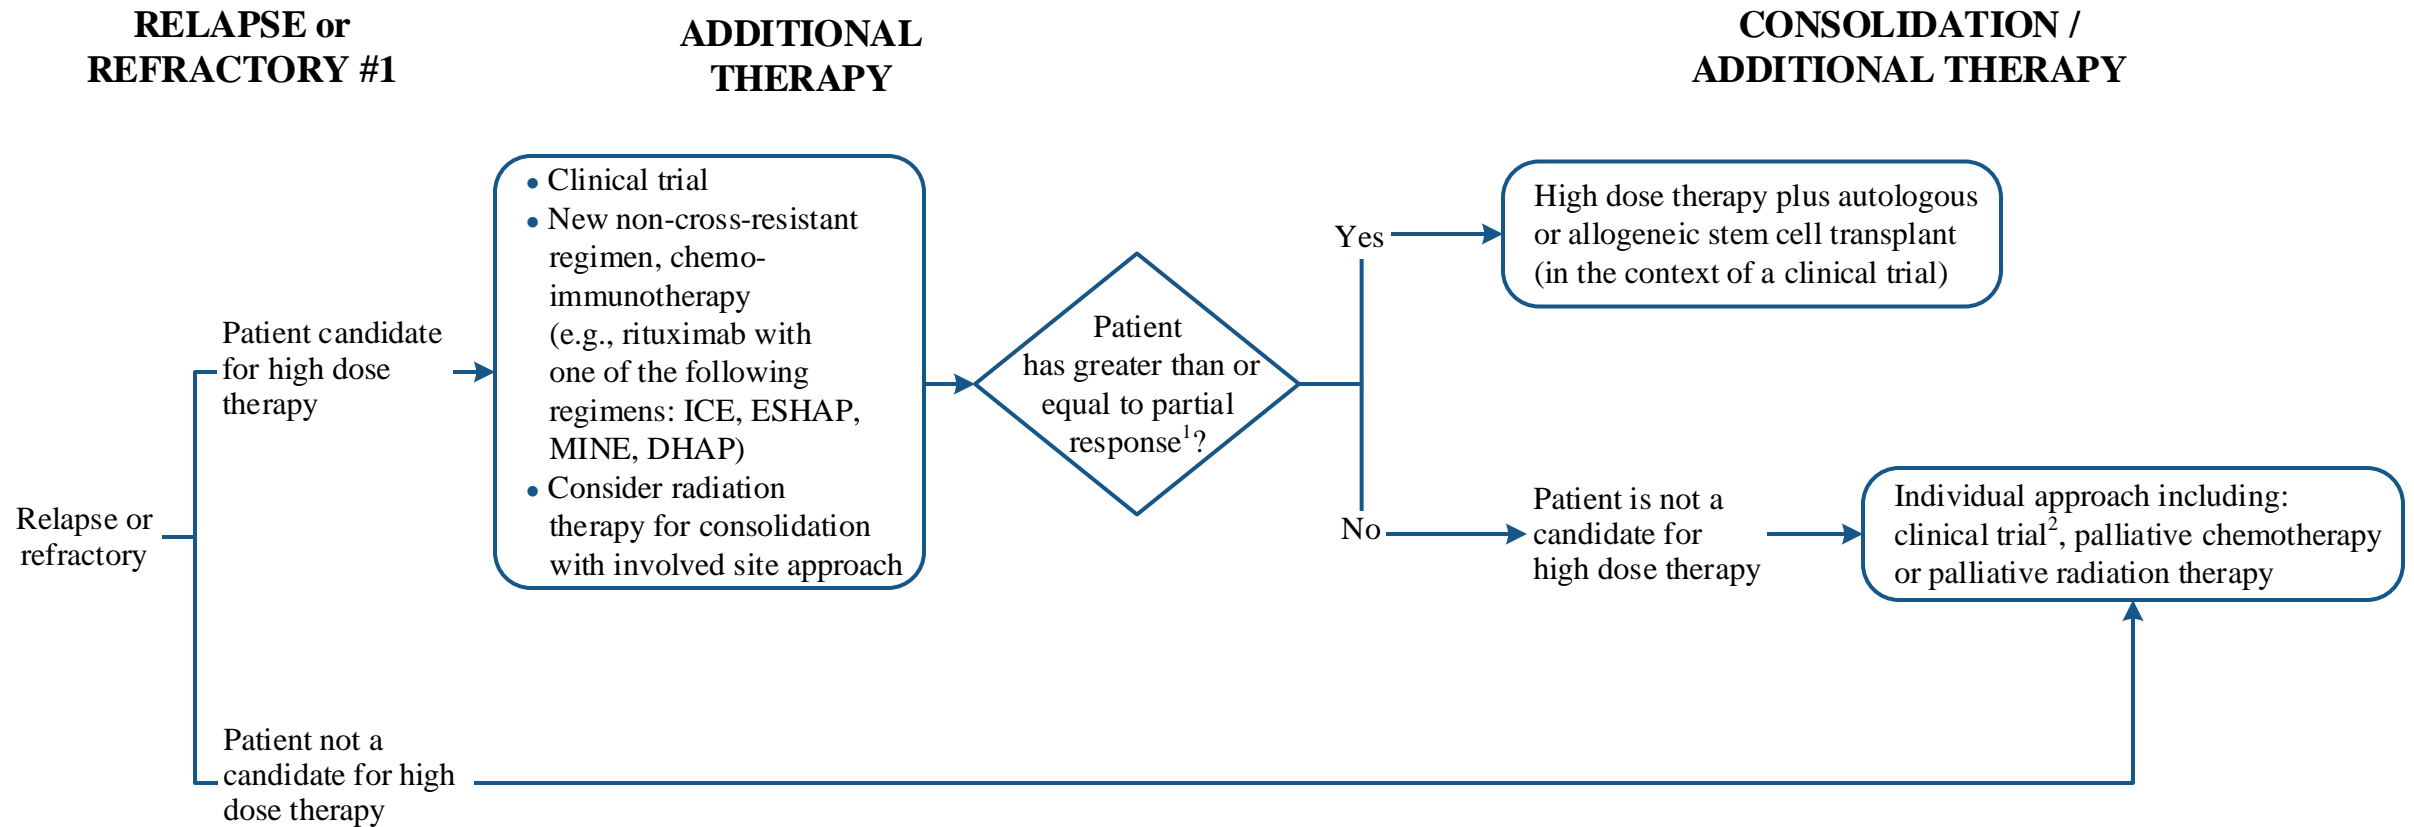 RELAPSE or
REFRACTORY #1
ADDITIONAL
THERAPY
CONSOLIDATION /
ADDITIONAL THERAPY
Relapse or
refractory
Patient candidate
for high dose
therapy
• Clinical trial
• New non-cross-resistant
regimen, chemo-
immunotherapy
(e.g., rituximab with
one of the following
regimens: ICE, ESHAP,
MINE, DHAP)
• Consider radiation
therapy for consolidation
with involved site approach
Patient
has greater than or
equal to partial
response¹?
Yes
High dose therapy plus autologous
or allogeneic stem cell transplant
(in the context of a clinical trial)
No
Patient is not a
candidate for
high dose therapy
Individual approach including:
clinical trial², palliative chemotherapy
or palliative radiation therapy
Patient not a
candidate for high
dose therapy